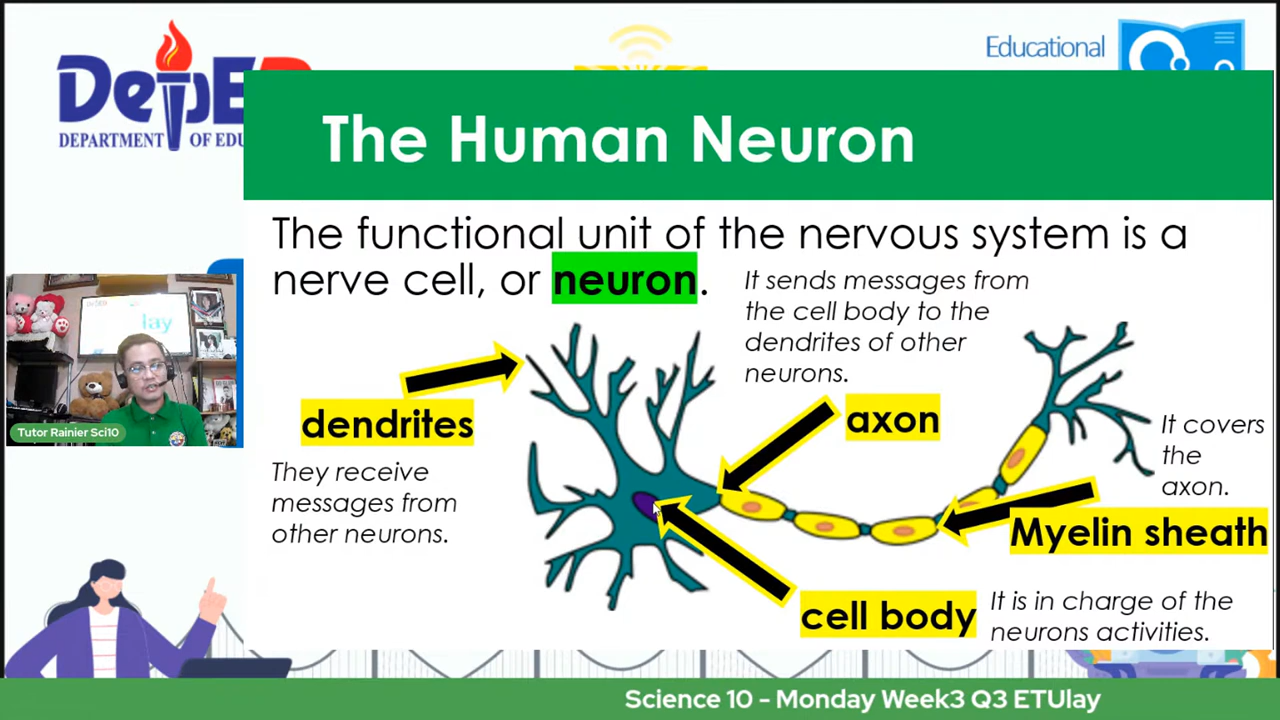 DepED
DEPARTMENT OF EDU
Educational
The Human Neuron
The functional unit of the nervous system is a
nerve cell, or neuron.
It sends messages from
the cell body to the
dendrites of other
neurons.
dendrites
They receive
messages from
other neurons.
axon
It covers
the
axon.
Myelin sheath
cell body
It is in charge of the
neurons activities.
lay
Tutor Rainier Sci10
Science 10 - Monday Week3 Q3 ETUlay